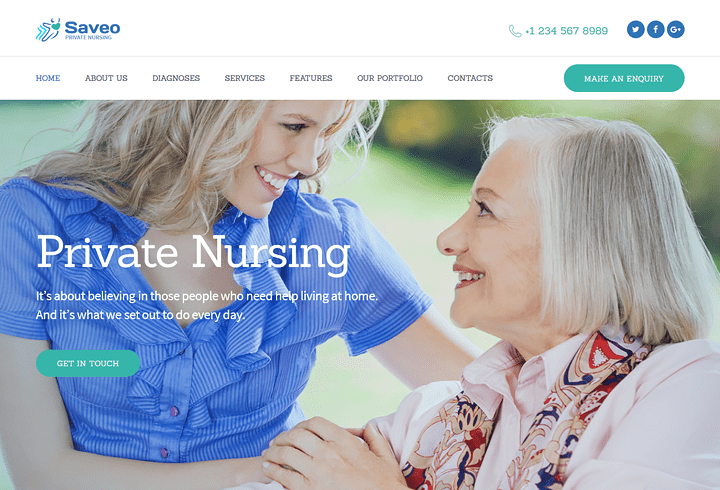 Saveo
PRIVATE NURSING
+1 234 567 8989
HOME ABOUT US DIAGNOSES SERVICES FEATURES OUR PORTFOLIO CONTACTS
MAKE AN ENQUIRY
Private Nursing
It's about believing in those people who need help living at home.
And it's what we set out to do every day.
GET IN TOUCH